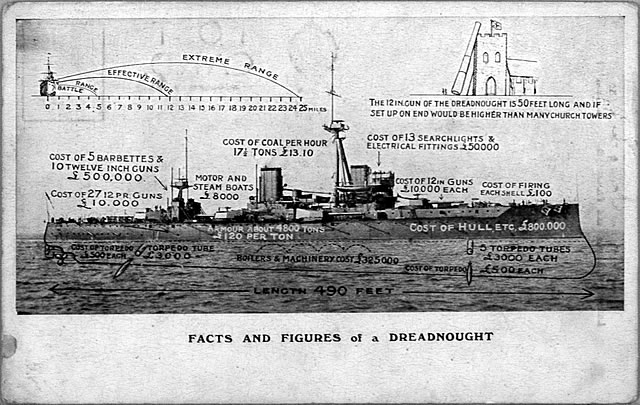 EXTREME RANGE
EFFECTIVE RANGE
BATTLE RANGE
0 1 2 3 4 5 6 7 8 9 10 11 12 13 14 15 16 17 18 19 20 21 22 23 24 25 MILES
THE 12 IN. GUN OF THE DREADNOUGHT IS 50 FEET LONG AND IF
SET UP ON END WOULD BE HIGHER THAN MANY CHURCH TOWERS
COST OF 5 BARBETTES &
10 TWELVE INCH GUNS
£500,000.
COST OF 27 12 PR. GUNS
£10.000
MOTOR AND
STEAM BOATS
£8000
COST OF COAL PER HOUR
17½ TONS £13.10
COST OF 13 SEARCHLIGHTS &
ELECTRICAL FITTINGS £50000
COST OF 12 IN GUNS
£10000 EACH
COST OF FIRING
EACH SHELL £100
ARMOUR ABOUT 4800 TONS
£120 PER TON
COST OF HULL ETC. £800.000
COST OF TORPEDO
£500 EACH
TORPEDO TUBE
£3000
BOILERS & MACHINERY COST £325000
5 TORPEDO TUBES
£3000 EACH
COST OF TORPEDO
£500 EACH
LENGTH 490 FEET
FACTS AND FIGURES of a DREADNOUGHT